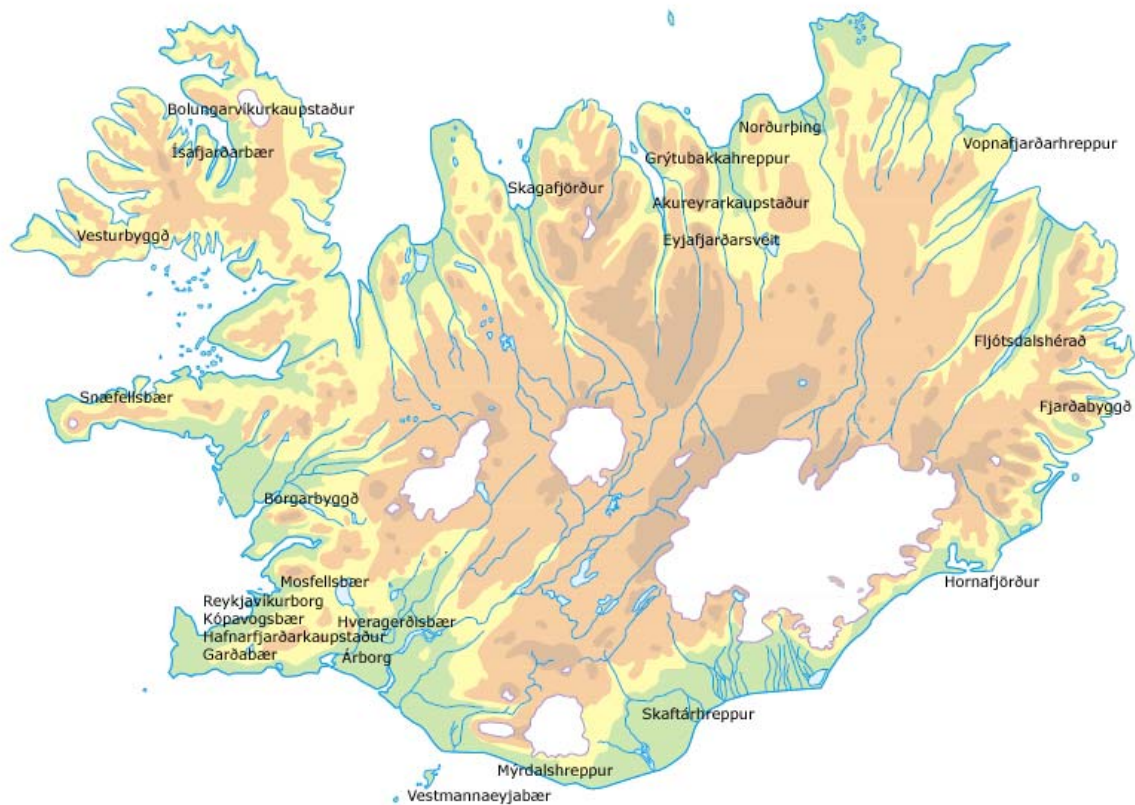 Bolungarvíkurkaupstaður
Norðurþing
Vopnafjarðarhreppur
Ísafjarðarbær
Grýtubakkahreppur
Skagafjörður
Akureyrarkaupstaður
Vesturbyggð
Eyjafjarðarsveit
Fljótsdalshérað
Snæfellsbær
Fjarðabyggð
Borgarbyggð
Mosfellsbær
Hornafjörður
Reykjavíkurborg
Kópavogsbær
Hveragerðisbær
Hafnarfjarðarkaupstaður
Garðabær
Árborg
Skaftárhreppur
Mýrdalshreppur
Vestmannaeyjabær